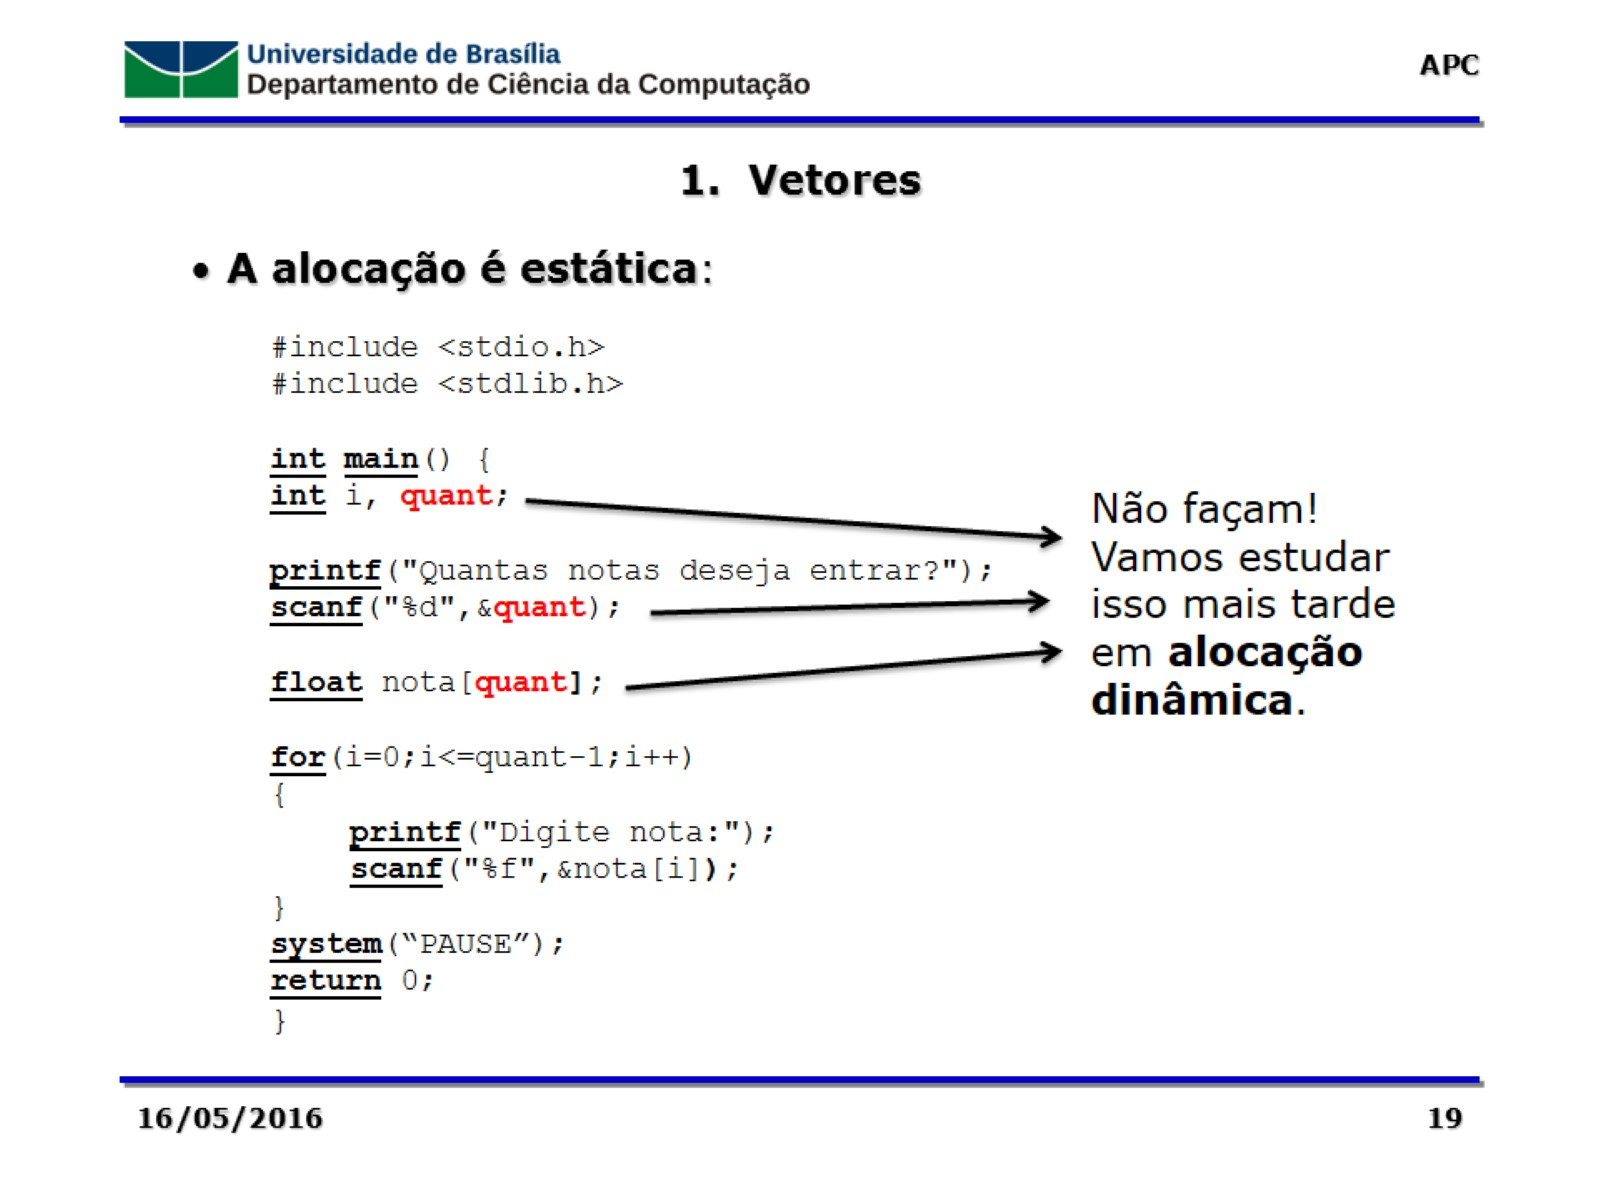 Universidade de Brasília
Departamento de Ciência da Computação
APC
1. Vetores
• A alocação é estática:
#include <stdio.h>
#include <stdlib.h>
int main() {
int i, quant;
printf("Quantas notas deseja entrar?");
scanf("%d",&quant);
float nota[quant];
for(i=0;i<=quant-1;i++)
{
printf("Digite nota:");
scanf("%f",&nota[i]);
}
system(“PAUSE”);
return 0;
}
Não façam!
Vamos estudar
isso mais tarde
em alocação
dinâmica.
16/05/2016
19